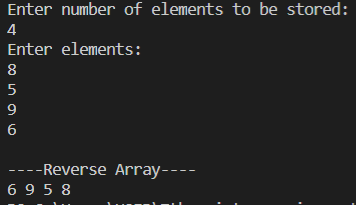 Enter number of elements to be stored:
4
Enter elements:
8
5
9
6
----Reverse Array----
6 9 5 8